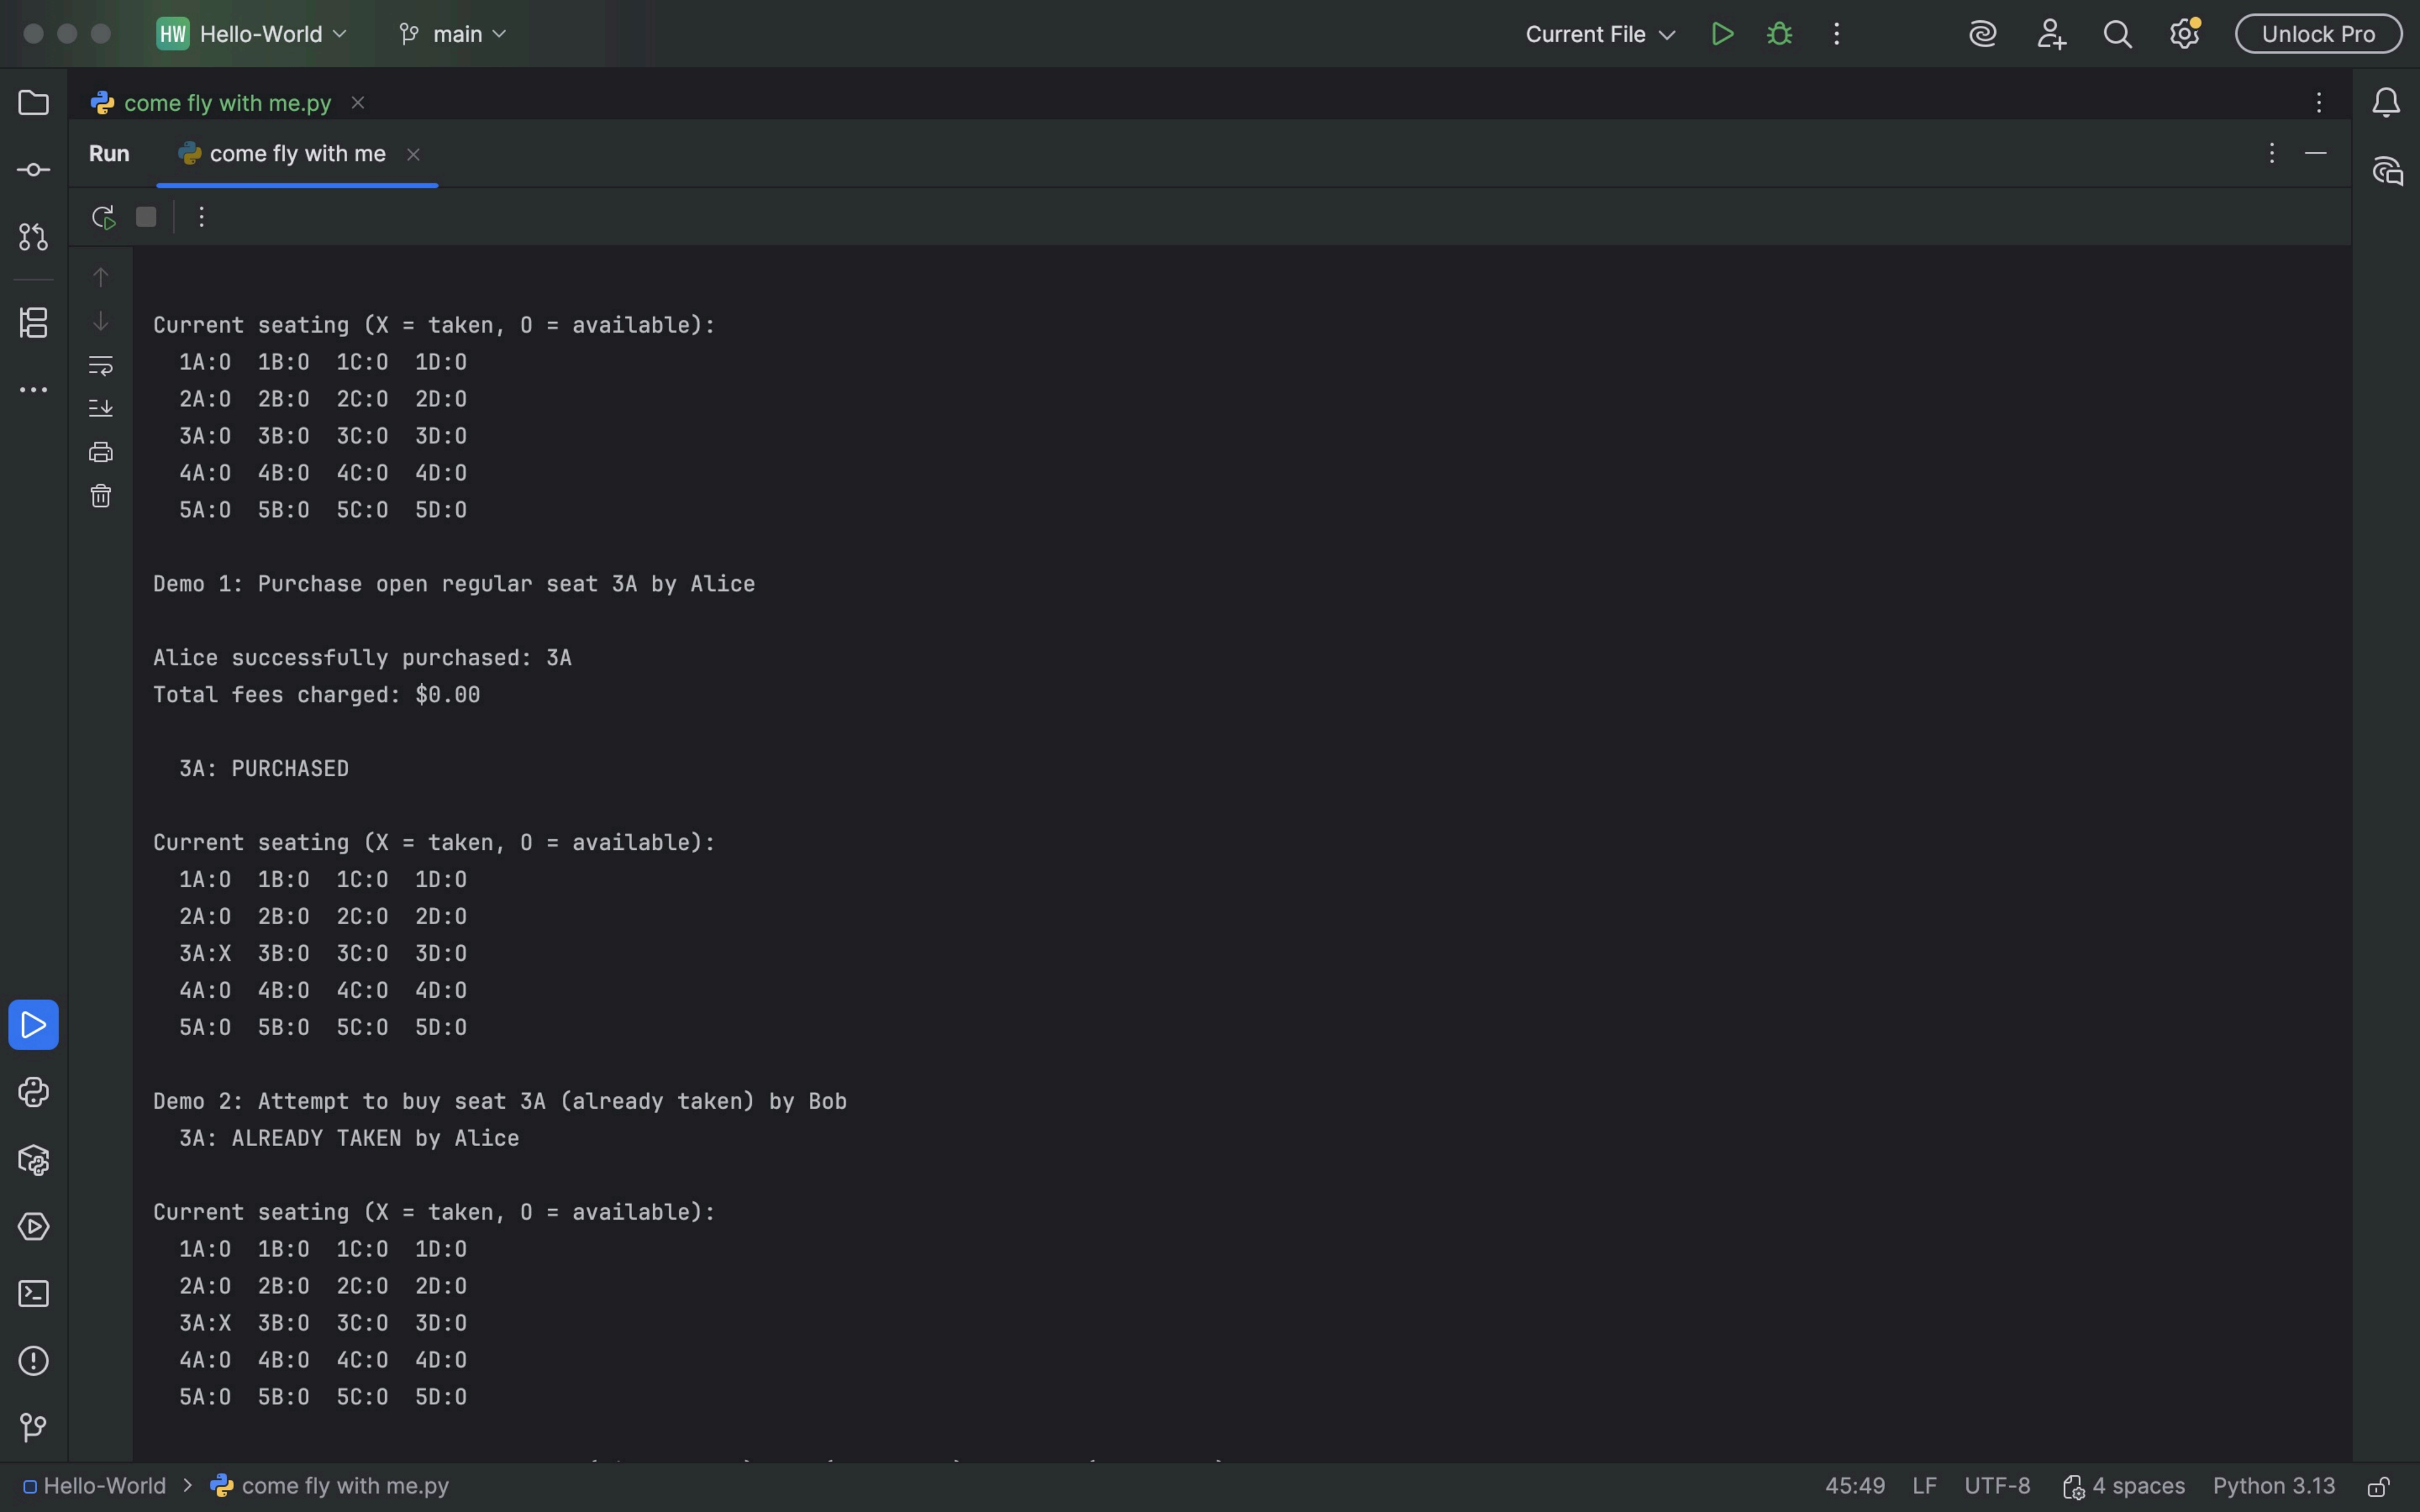 HW Hello-World main Current File Unlock Pro
come fly with me.py
Run come fly with me
Current seating (X = taken, O = available):
1A:O 1B:O 1C:O 1D:O
2A:O 2B:O 2C:O 2D:O
3A:O 3B:O 3C:O 3D:O
4A:O 4B:O 4C:O 4D:O
5A:O 5B:O 5C:O 5D:O
Demo 1: Purchase open regular seat 3A by Alice
Alice successfully purchased: 3A
Total fees charged: $0.00
3A: PURCHASED
Current seating (X = taken, O = available):
1A:O 1B:O 1C:O 1D:O
2A:O 2B:O 2C:O 2D:O
3A:X 3B:O 3C:O 3D:O
4A:O 4B:O 4C:O 4D:O
5A:O 5B:O 5C:O 5D:O
Demo 2: Attempt to buy seat 3A (already taken) by Bob
3A: ALREADY TAKEN by Alice
Current seating (X = taken, O = available):
1A:O 1B:O 1C:O 1D:O
2A:O 2B:O 2C:O 2D:O
3A:X 3B:O 3C:O 3D:O
4A:O 4B:O 4C:O 4D:O
5A:O 5B:O 5C:O 5D:O
Hello-World > come fly with me.py 45:49 LF UTF-8 4 spaces Python 3.13